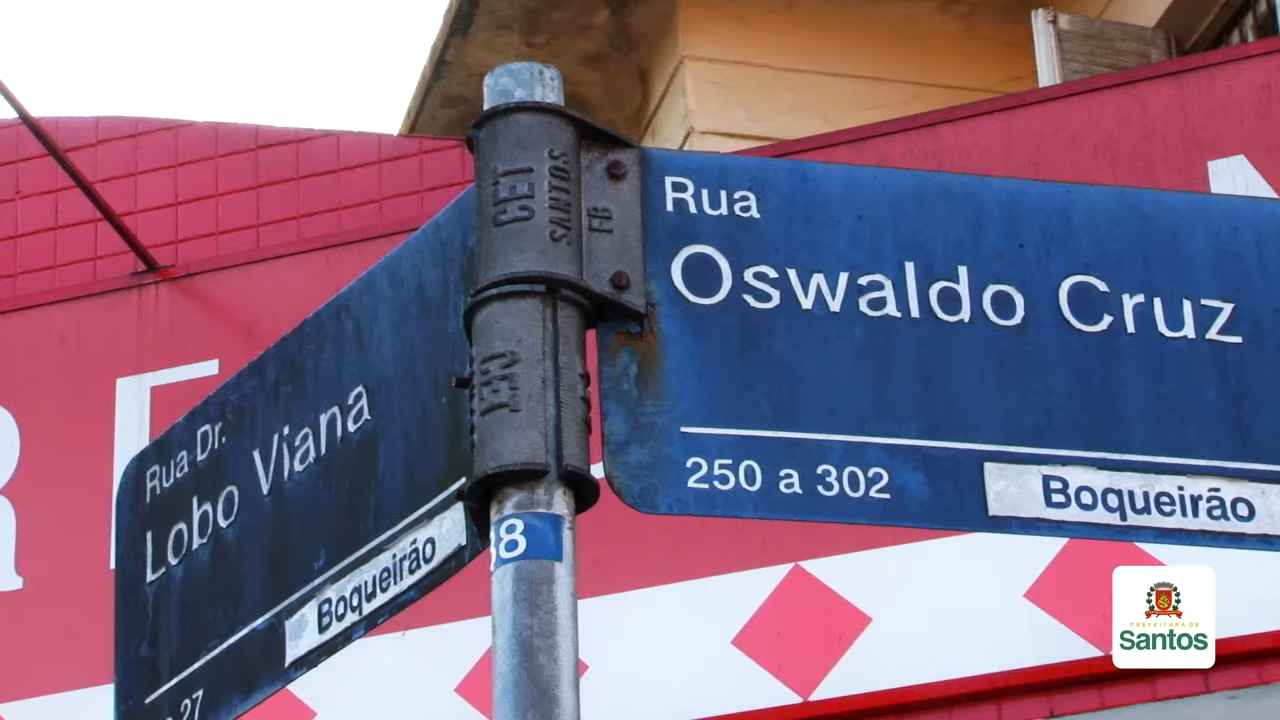 CET
SANTOS
FB
CET
Rua
Oswaldo Cruz
250 a 302
Boqueirão
Rua Dr.
Lobo Viana
Boqueirão
27
38
R
PREFEITURA DE
Santos